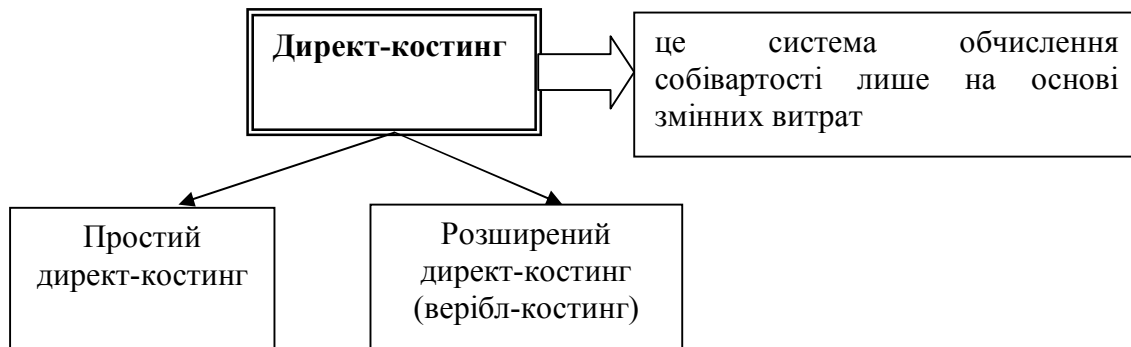 Директ-костинг
це система обчислення
собівартості лише на основі
змінних витрат
Простий
директ-костинг
Розширений
директ-костинг
(верібл-костинг)